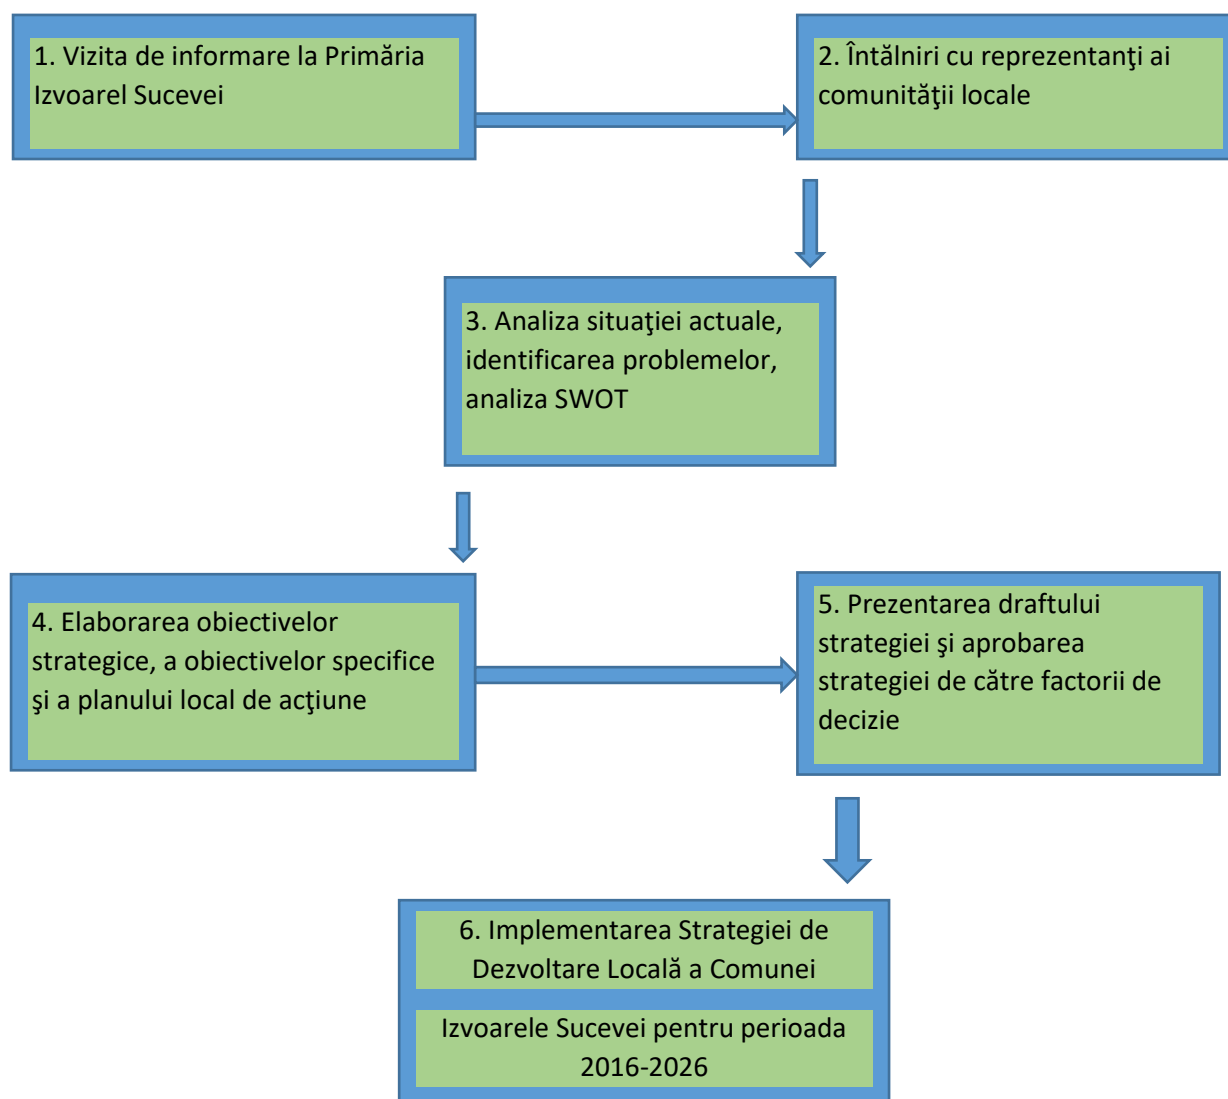 1. Vizita de informare la Primăria
Izvoarel Sucevei
2. Întălniri cu reprezentanţi ai
comunităţii locale
3. Analiza situaţiei actuale,
identificarea problemelor,
analiza SWOT
4. Elaborarea obiectivelor
strategice, a obiectivelor specifice
şi a planului local de acţiune
5. Prezentarea draftului
strategiei şi aprobarea
strategiei de către factorii de
decizie
6. Implementarea Strategiei de
Dezvoltare Locală a Comunei
Izvoarele Sucevei pentru perioada
2016-2026